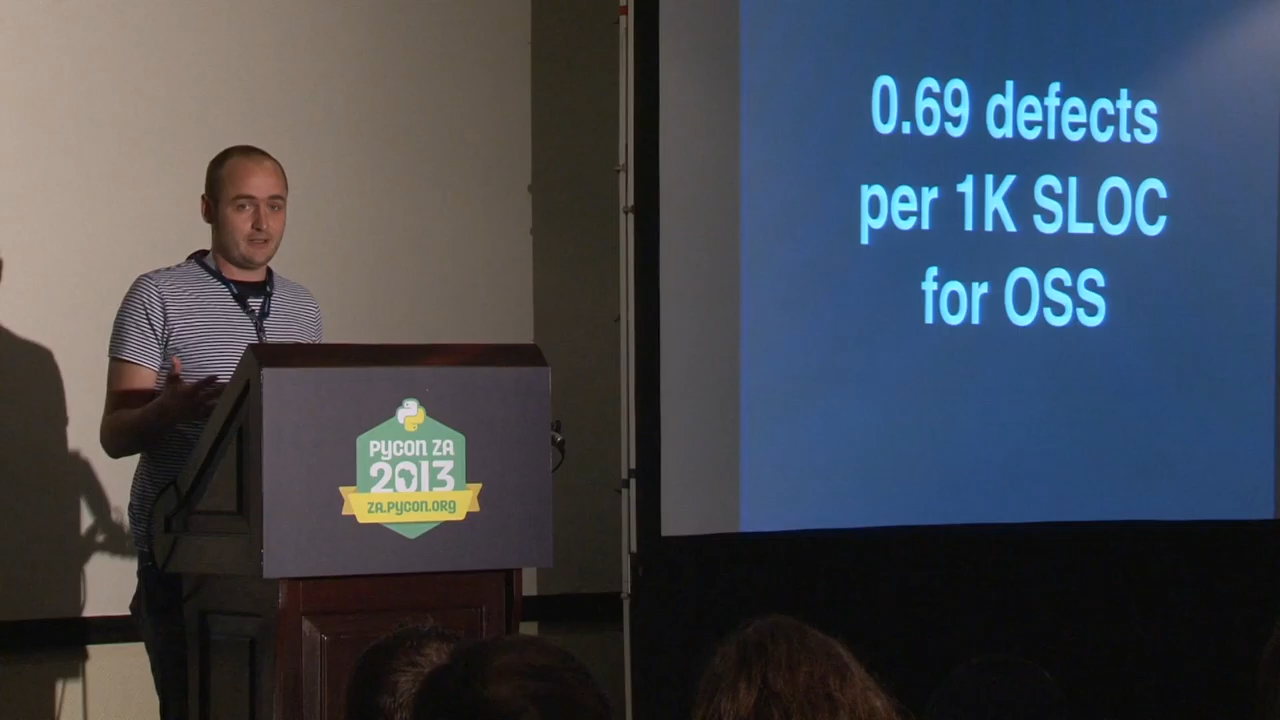 0.69 defects
per 1K SLOC
for OSS
PYCON ZA
2013
ZA.PYCON.ORG